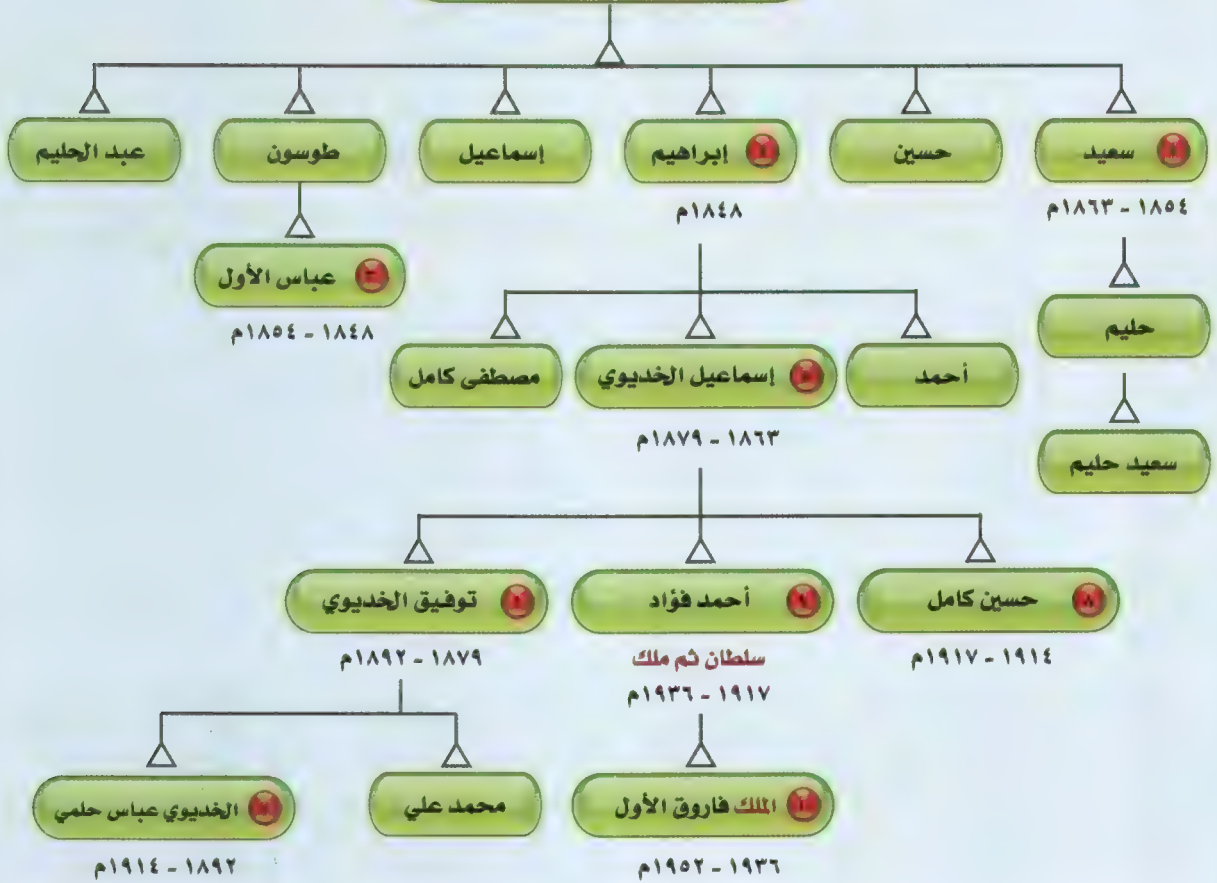 سعيد
حسين
إبراهيم
إسماعيل
طوسون
عبد الحليم
١٨٥٤ - ١٨٦٣م
١٨٤٨م
عباس الأول
١٨٤٨ - ١٨٥٤م
حليم
أحمد
إسماعيل الخديوي
مصطفى كامل
١٨٦٣ - ١٨٧٩م
سعيد حليم
حسين كامل
أحمد فؤاد
توفيق الخديوي
١٩١٤ - ١٩١٧م
سلطان ثم ملك
١٩١٧ - ١٩٣٦م
١٨٧٩ - ١٨٩٢م
الملك فاروق الأول
محمد علي
الخديوي عباس حلمي
١٩٣٦ - ١٩٥٢م
١٨٩٢ - ١٩١٤م